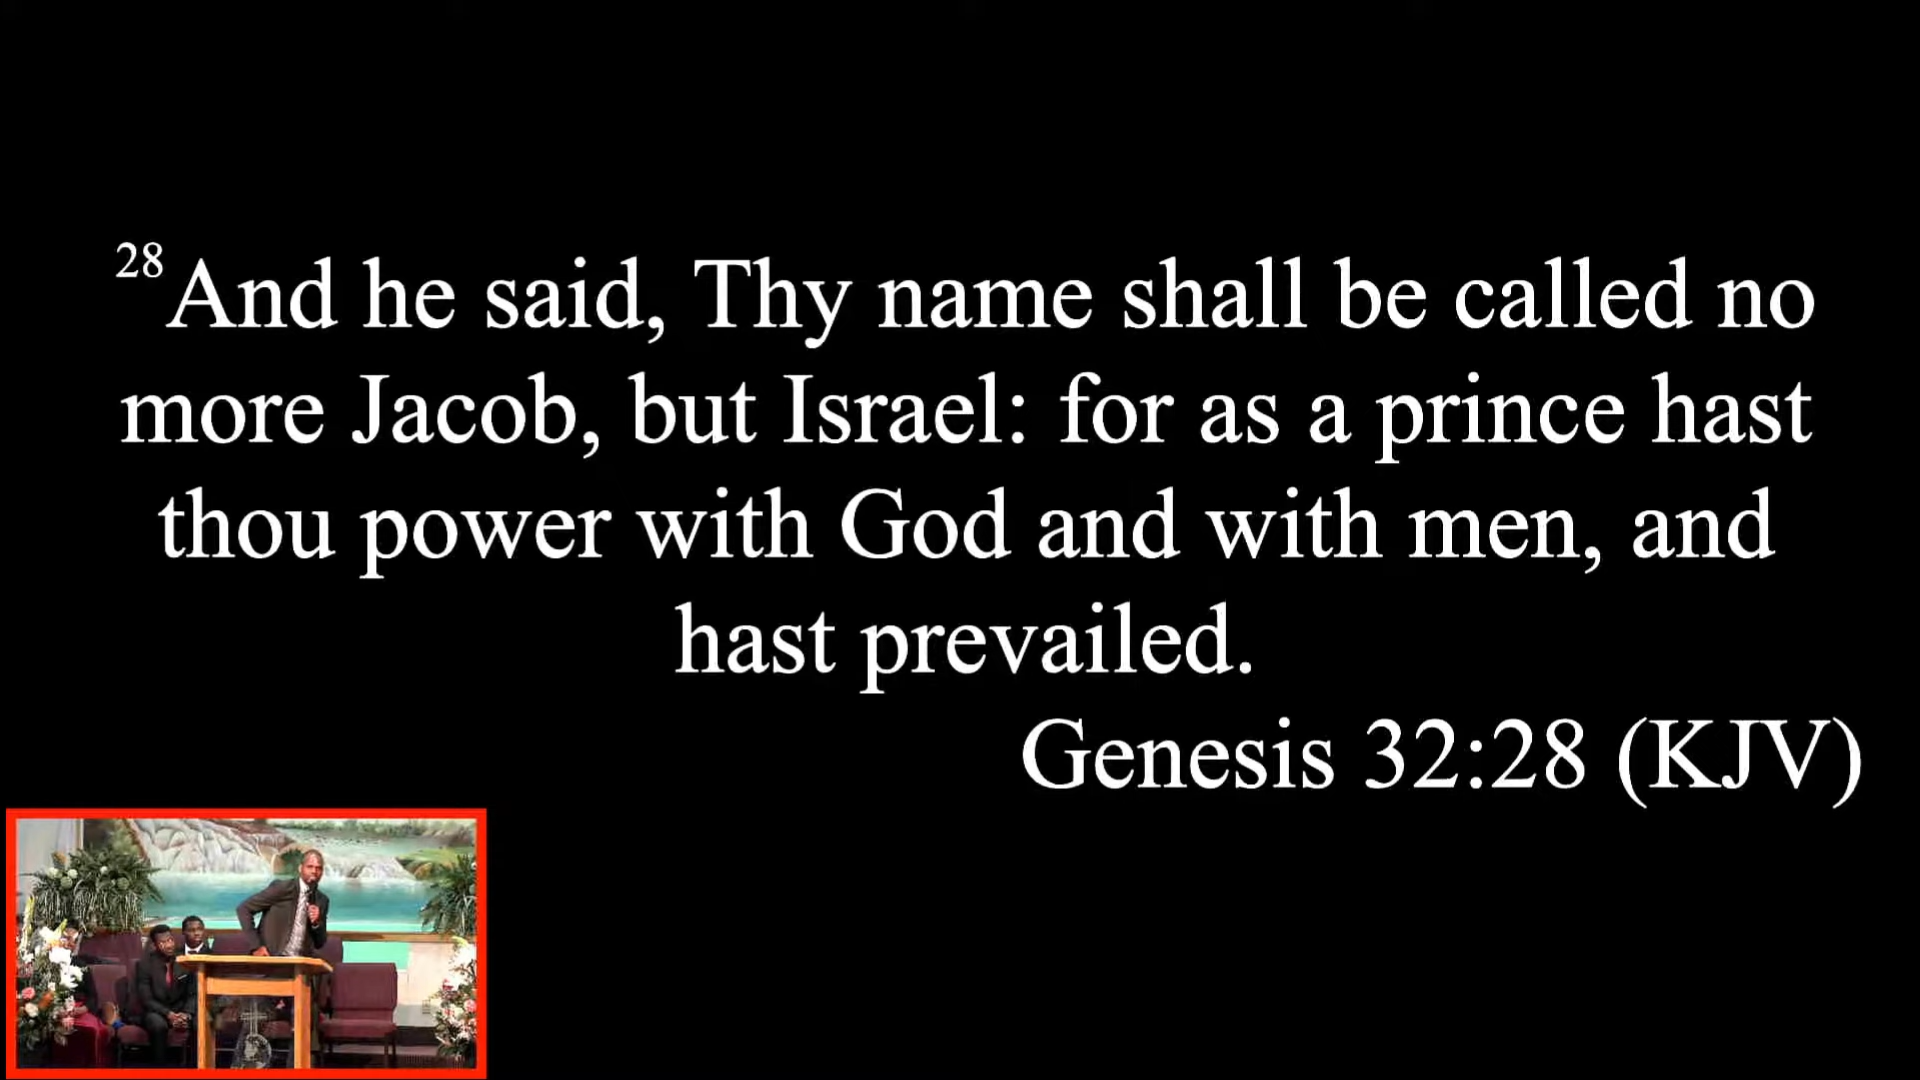 28And he said, Thy name shall be called no
more Jacob, but Israel: for as a prince hast
thou power with God and with men, and
hast prevailed.
Genesis 32:28 (KJV)